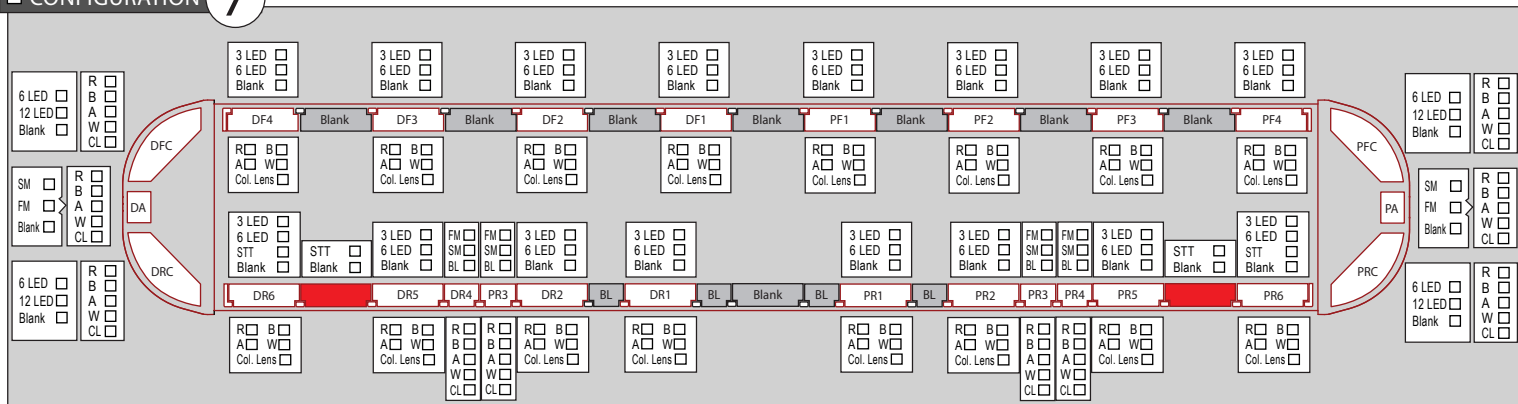 CONFIGURATION 7
3 LED
6 LED
Blank
3 LED
6 LED
Blank
3 LED
6 LED
Blank
3 LED
6 LED
Blank
3 LED
6 LED
Blank
3 LED
6 LED
Blank
3 LED
6 LED
Blank
3 LED
6 LED
Blank
6 LED
12 LED
Blank
R
B
A
W
CL
6 LED
12 LED
Blank
R
B
A
W
CL
DF4 Blank DF3 Blank DF2 Blank DF1 Blank PF1 Blank PF2 Blank PF3 Blank PF4
DFC
PFC
R B
A W
Col. Lens
R B
A W
Col. Lens
R B
A W
Col. Lens
R B
A W
Col. Lens
R B
A W
Col. Lens
R B
A W
Col. Lens
R B
A W
Col. Lens
R B
A W
Col. Lens
SM
FM
Blank
R
B
A
W
CL
DA
PA
SM
FM
Blank
R
B
A
W
CL
3 LED
6 LED
STT
Blank
STT
Blank
3 LED
6 LED
Blank
FM
SM
BL
FM
SM
BL
3 LED
6 LED
Blank
3 LED
6 LED
Blank
3 LED
6 LED
Blank
3 LED
6 LED
Blank
FM
SM
BL
FM
SM
BL
3 LED
6 LED
Blank
STT
Blank
3 LED
6 LED
STT
Blank
6 LED
12 LED
Blank
R
B
A
W
CL
DRC
PRC
6 LED
12 LED
Blank
R
B
A
W
CL
DR6 DR5 DR4 PR3 DR2 BL DR1 BL Blank BL PR1 BL PR2 PR3 PR4 PR5 PR6
R B
A W
Col. Lens
R B
A W
Col. Lens
R
B
A
W
CL
R
B
A
W
CL
R B
A W
Col. Lens
R B
A W
Col. Lens
R B
A W
Col. Lens
R B
A W
Col. Lens
R
B
A
W
CL
R
B
A
W
CL
R B
A W
Col. Lens
R B
A W
Col. Lens